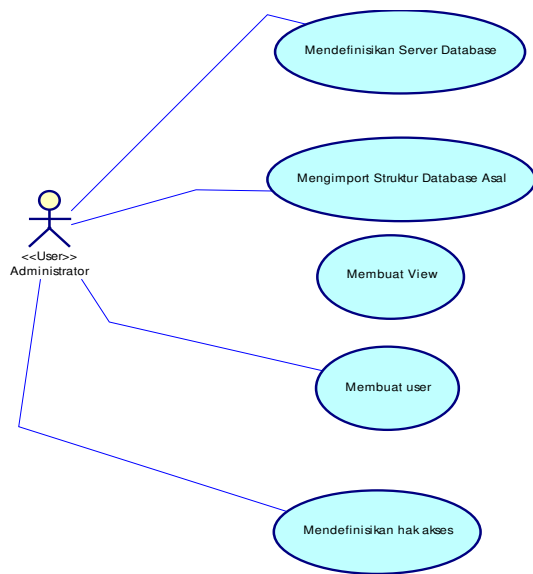 Mendefinisikan Server Database
Mengimport Struktur Database Asal
<<User>>
Administrator
Membuat View
Membuat user
Mendefinisikan hak akses